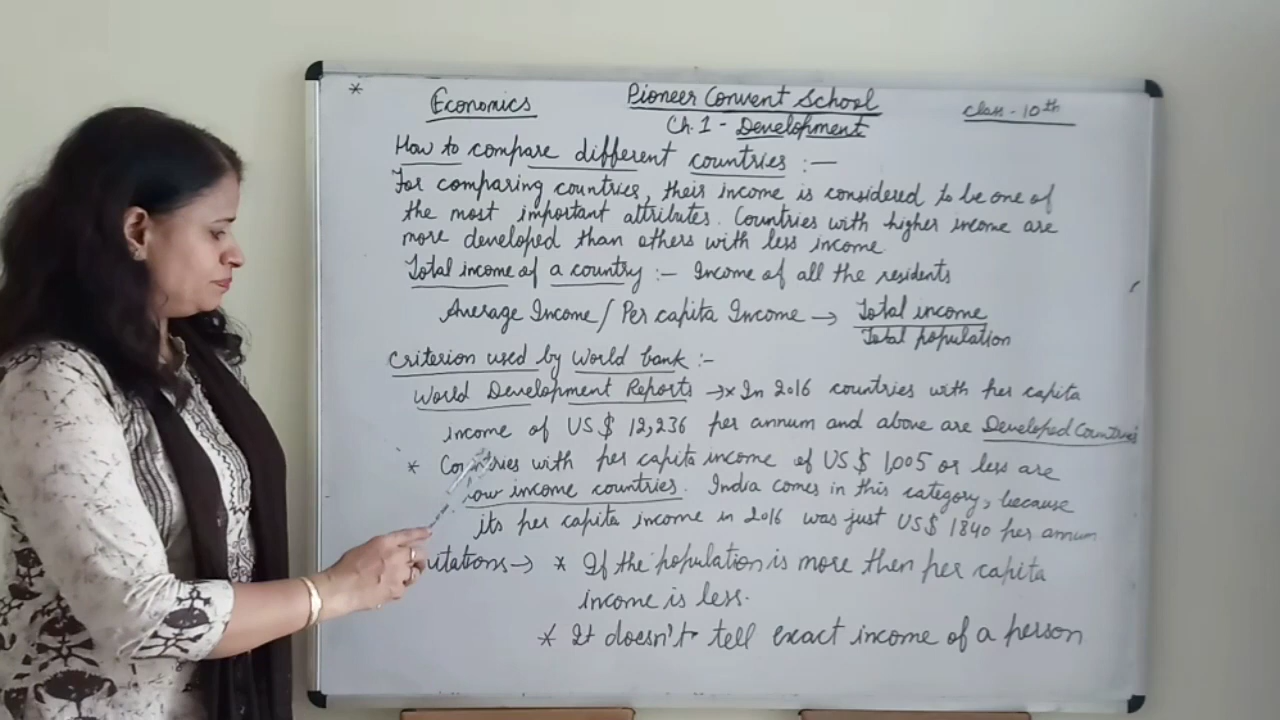 *
Economics
Pioneer Convent School
Class - 10th
Ch. 1 - Development
How to compare different countries :—
For comparing countries, their income is considered to be one of
the most important attributes. Countries with higher income are
more developed than others with less income
Total income of a country :- Income of all the residents
Average Income / Per capita Income → Total income
Total population
Criterion used by World bank :-
World Development Reports → * In 2016 countries with per capita
income of US $ 12,236 per annum and above are Developed Countries
* Countries with per capita income of US $ 1,005 or less are
low income countries. India comes in this category, because
its per capita income in 2016 was just US $ 1840 per annum
itations → * If the population is more then per capita
income is less.
* It doesn't tell exact income of a person